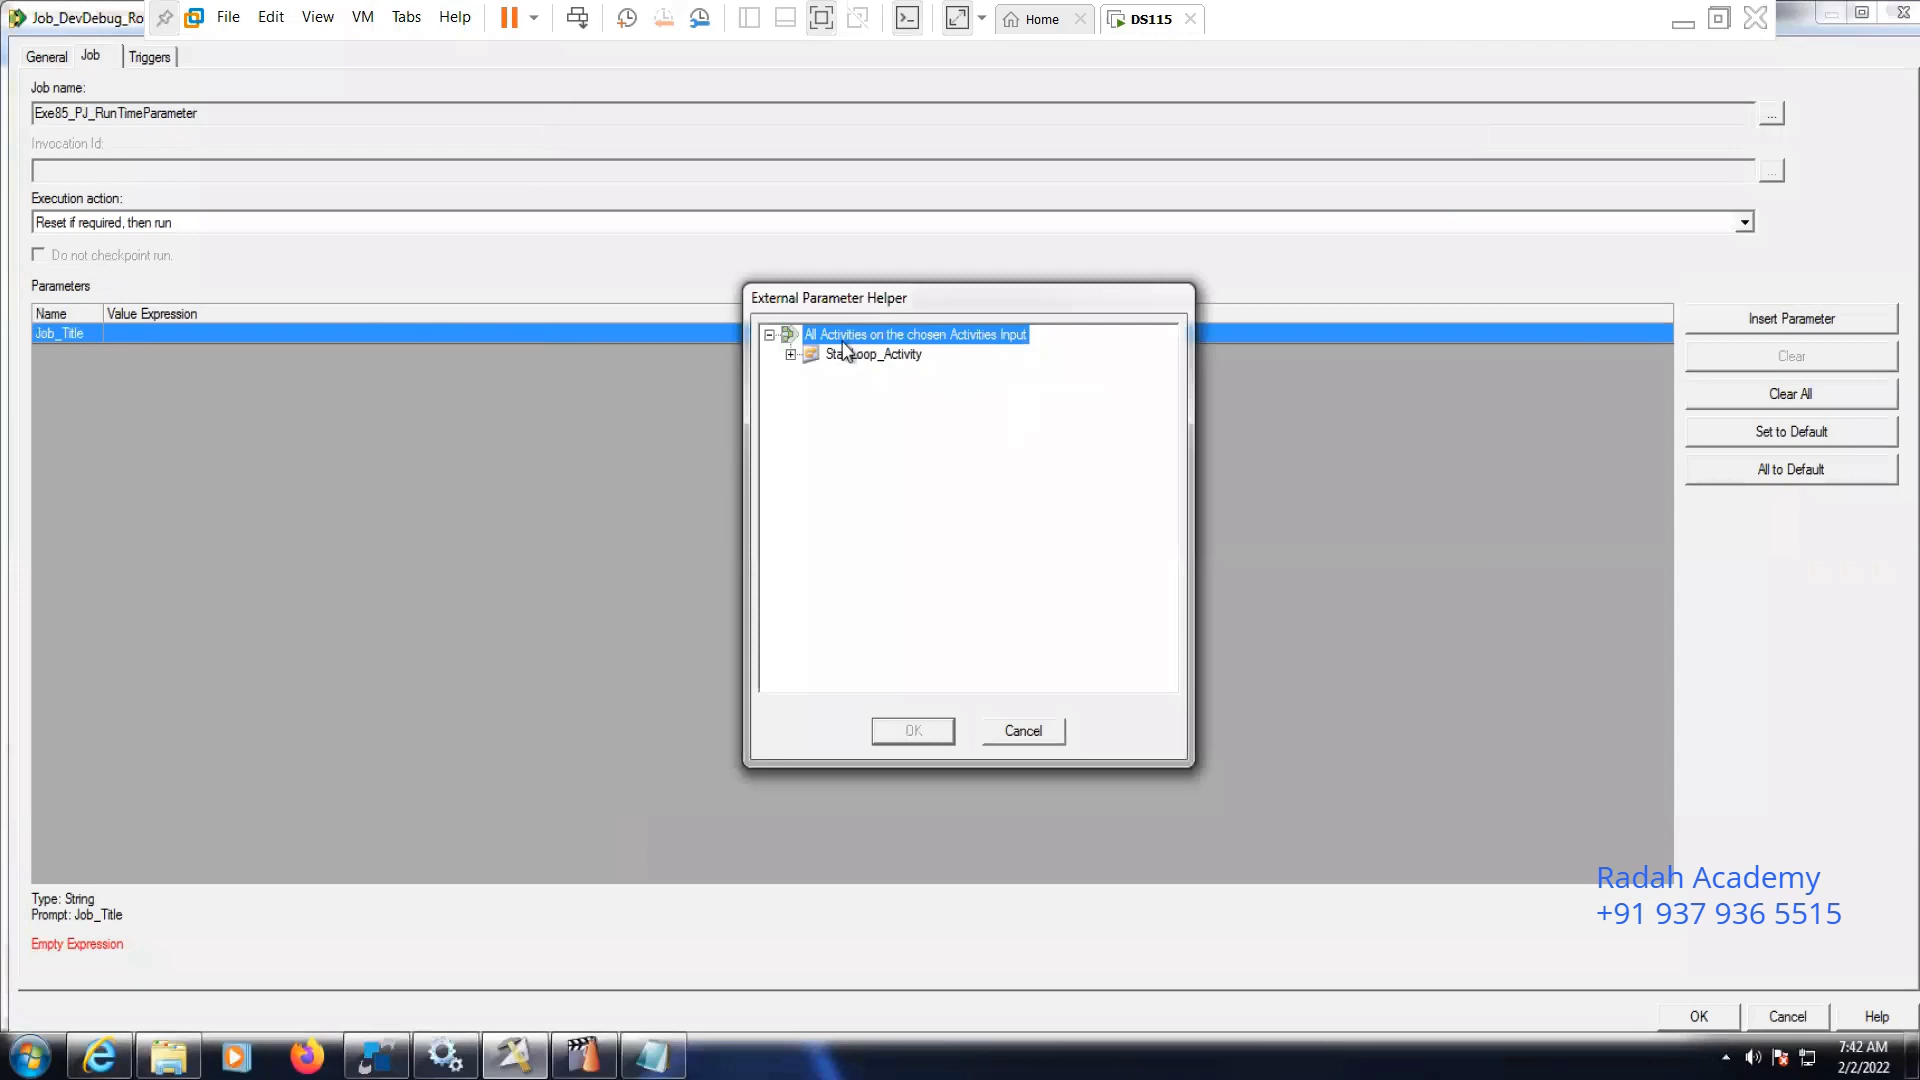 Job_DevDebug_Ro
File Edit View VM Tabs Help
Home
DS115
General
Job
Triggers
Job name:
Exe85_PJ_RunTimeParameter
...
Invocation Id:
...
Execution action:
Reset if required, then run
Do not checkpoint run.
Parameters
Name Value Expression
Job_Title
External Parameter Helper
All Activities on the chosen Activities Input
OK
Cancel
Insert Parameter
Clear
Clear All
Set to Default
All to Default
Radah Academy
+91 937 936 5515
Type: String
Prompt: Job_Title
Empty Expression
OK
Cancel
Help
7:42 AM
2/2/2022